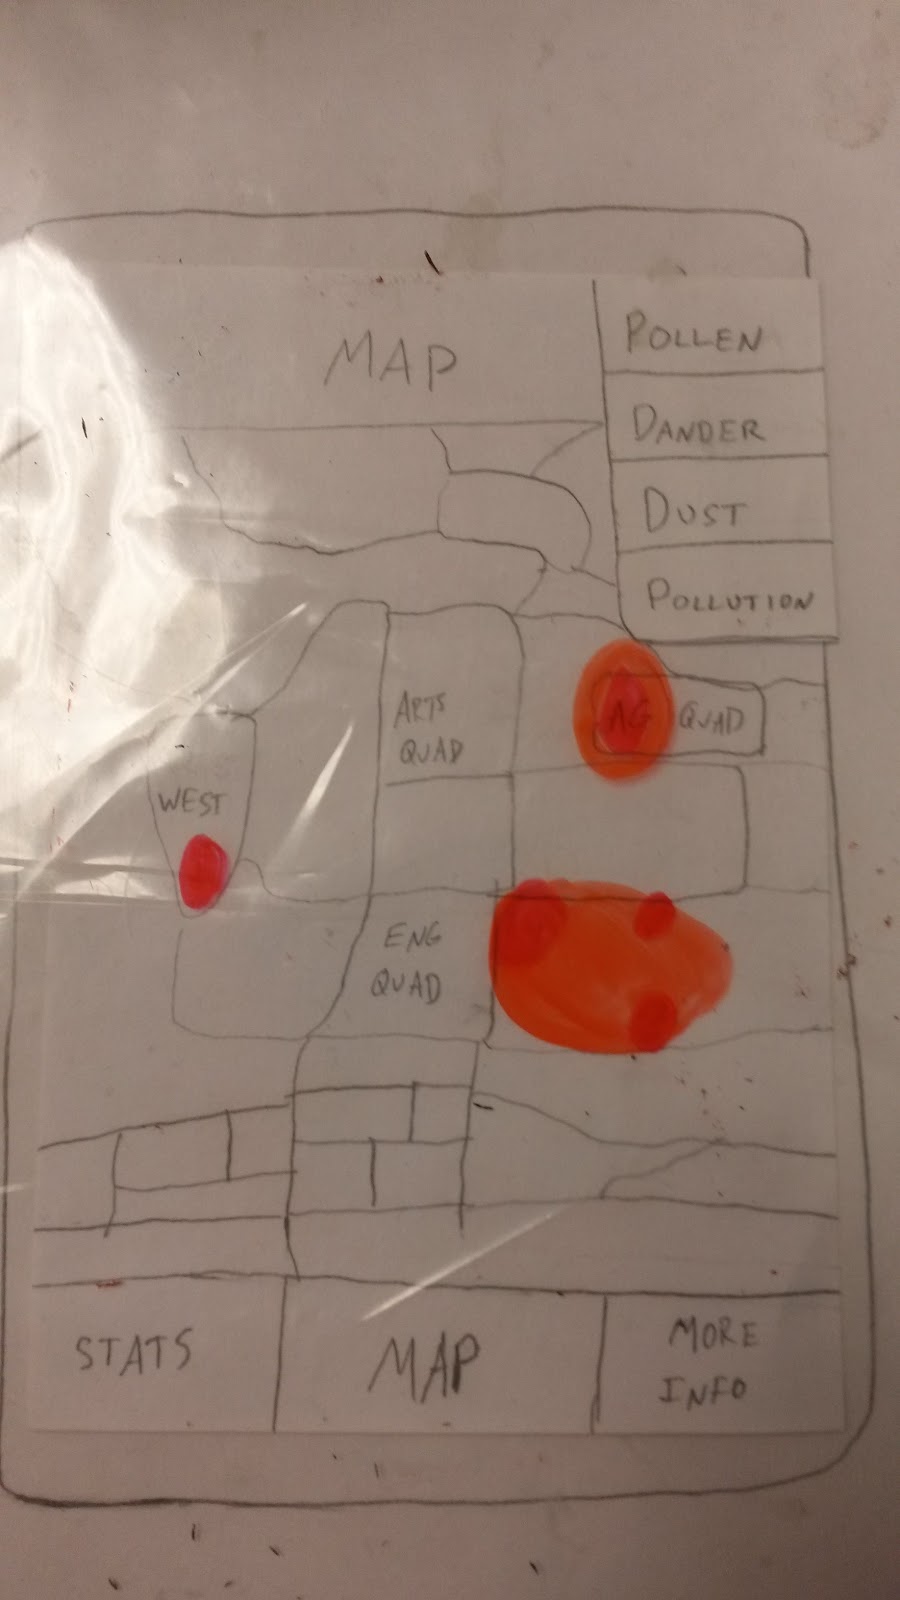 MAP
POLLEN
DANDER
DUST
POLLUTION
ARTS
QUAD
AG QUAD
WEST
ENG
QUAD
STATS
MAP
MORE
INFO